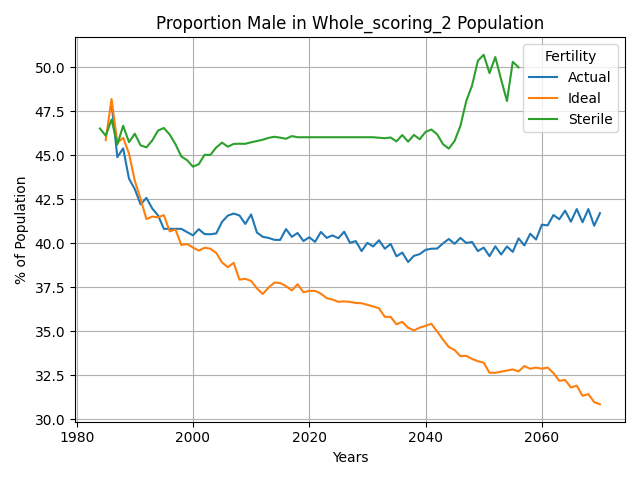 Proportion Male in Whole_scoring_2 Population
% of Population
50.0
47.5
45.0
42.5
40.0
37.5
35.0
32.5
30.0
Fertility
Actual
Ideal
Sterile
1980
2000
2020
2040
2060
Years